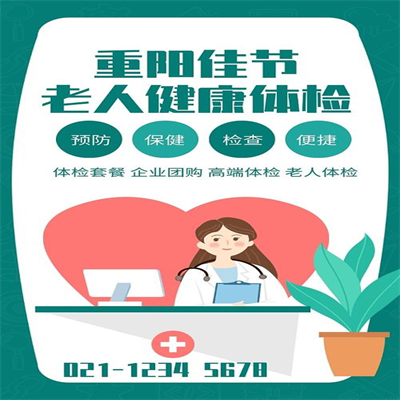 重阳佳节
老人健康体检
预防 保健 检查 便捷
体检套餐 企业团购 高端体检 老人体检
021-1234 5678